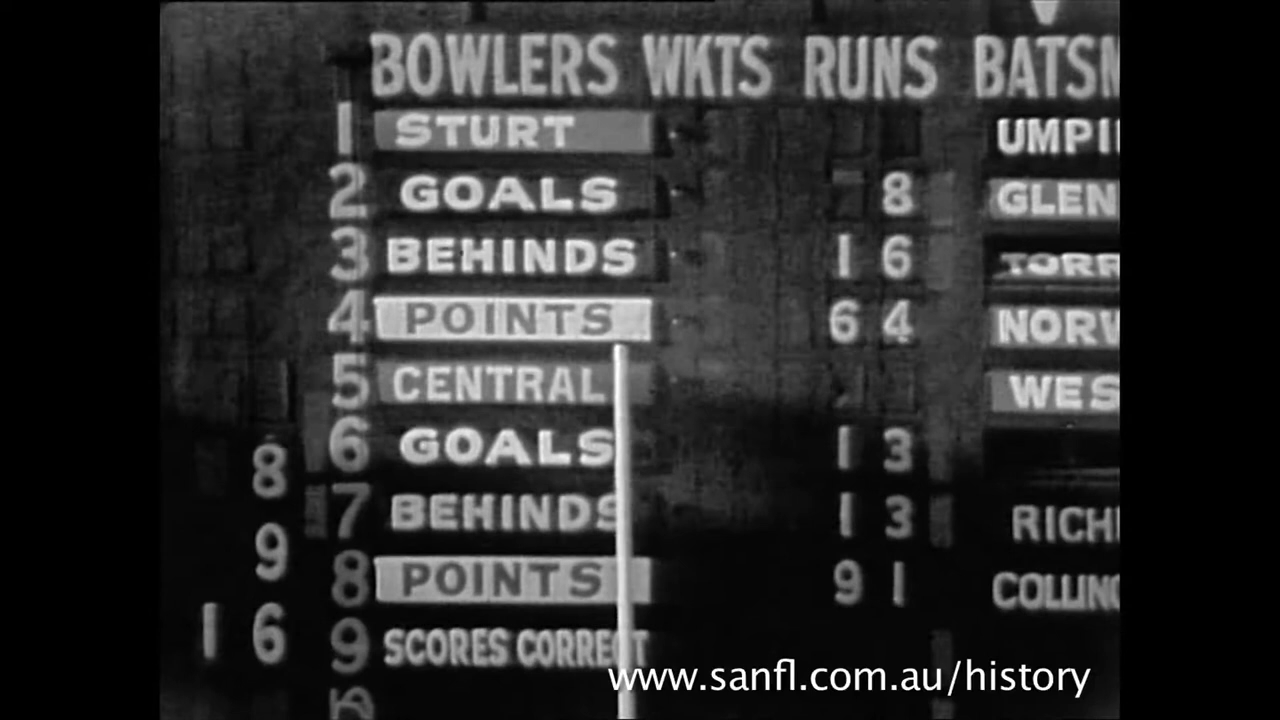 BOWLERS WKTS RUNS BATSM
1 STURT UMPI
2 GOALS 8 GLEN
3 BEHINDS 1 6 TORR
4 POINTS 6 4 NORW
5 CENTRAL WES
6 GOALS 1 3
8
7 BEHINDS 1 3 RICH
9
8 POINTS 9 1 COLLING
1 6
9 SCORES CORRECT
www.sanfl.com.au/history